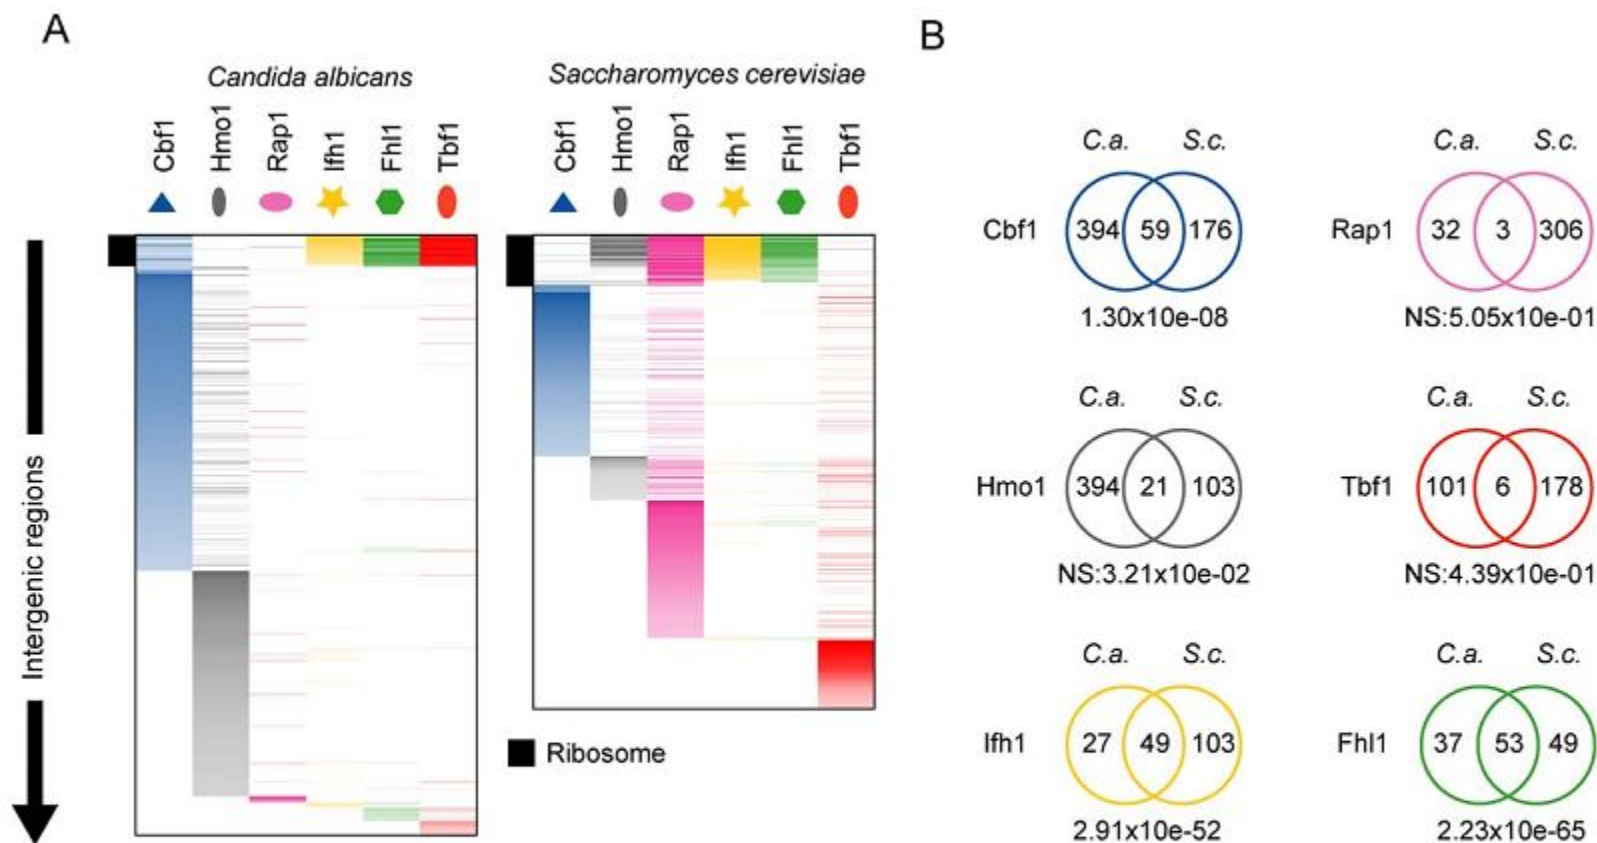 A
B
Candida albicans
Saccharomyces cerevisiae
Cbf1
Hmo1
Rap1
Ifh1
Fhl1
Tbf1
Cbf1
Hmo1
Rap1
Ifh1
Fhl1
Tbf1
Intergenic regions
Ribosome
C.a. S.c.
Cbf1 394 59 176
1.30x10e-08
C.a. S.c.
Rap1 32 3 306
NS:5.05x10e-01
C.a. S.c.
Hmo1 394 21 103
NS:3.21x10e-02
C.a. S.c.
Tbf1 101 6 178
NS:4.39x10e-01
C.a. S.c.
Ifh1 27 49 103
2.91x10e-52
C.a. S.c.
Fhl1 37 53 49
2.23x10e-65